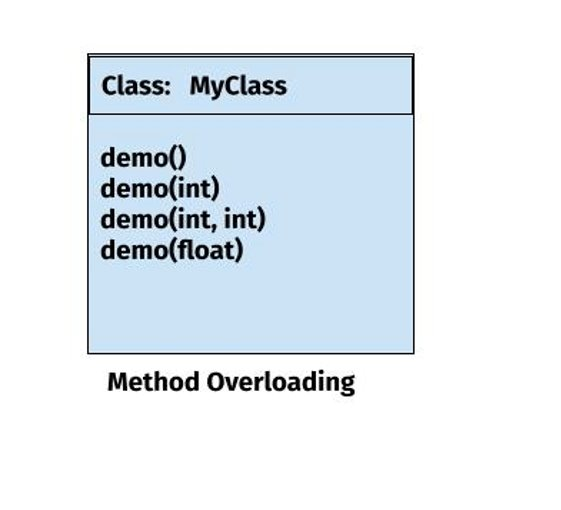 Class: MyClass
demo()
demo(int)
demo(int, int)
demo(float)
Method Overloading